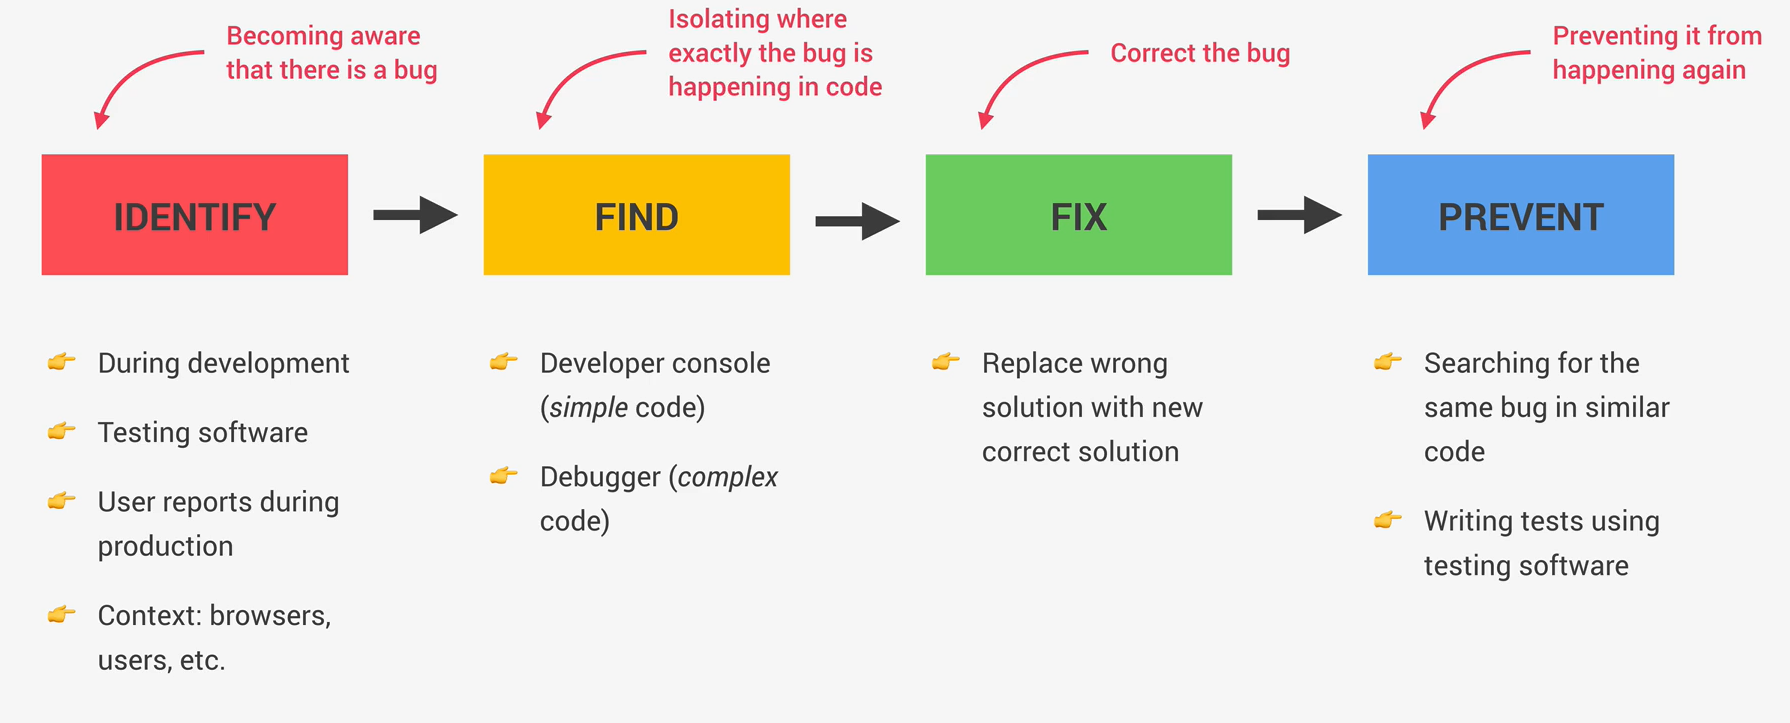 Becoming aware
that there is a bug
Isolating where
exactly the bug is
happening in code
Correct the bug
Preventing it from
happening again
IDENTIFY
FIND
FIX
PREVENT
During development
Testing software
User reports during
production
Context: browsers,
users, etc.
Developer console
(simple code)
Debugger (complex
code)
Replace wrong
solution with new
correct solution
Searching for the
same bug in similar
code
Writing tests using
testing software